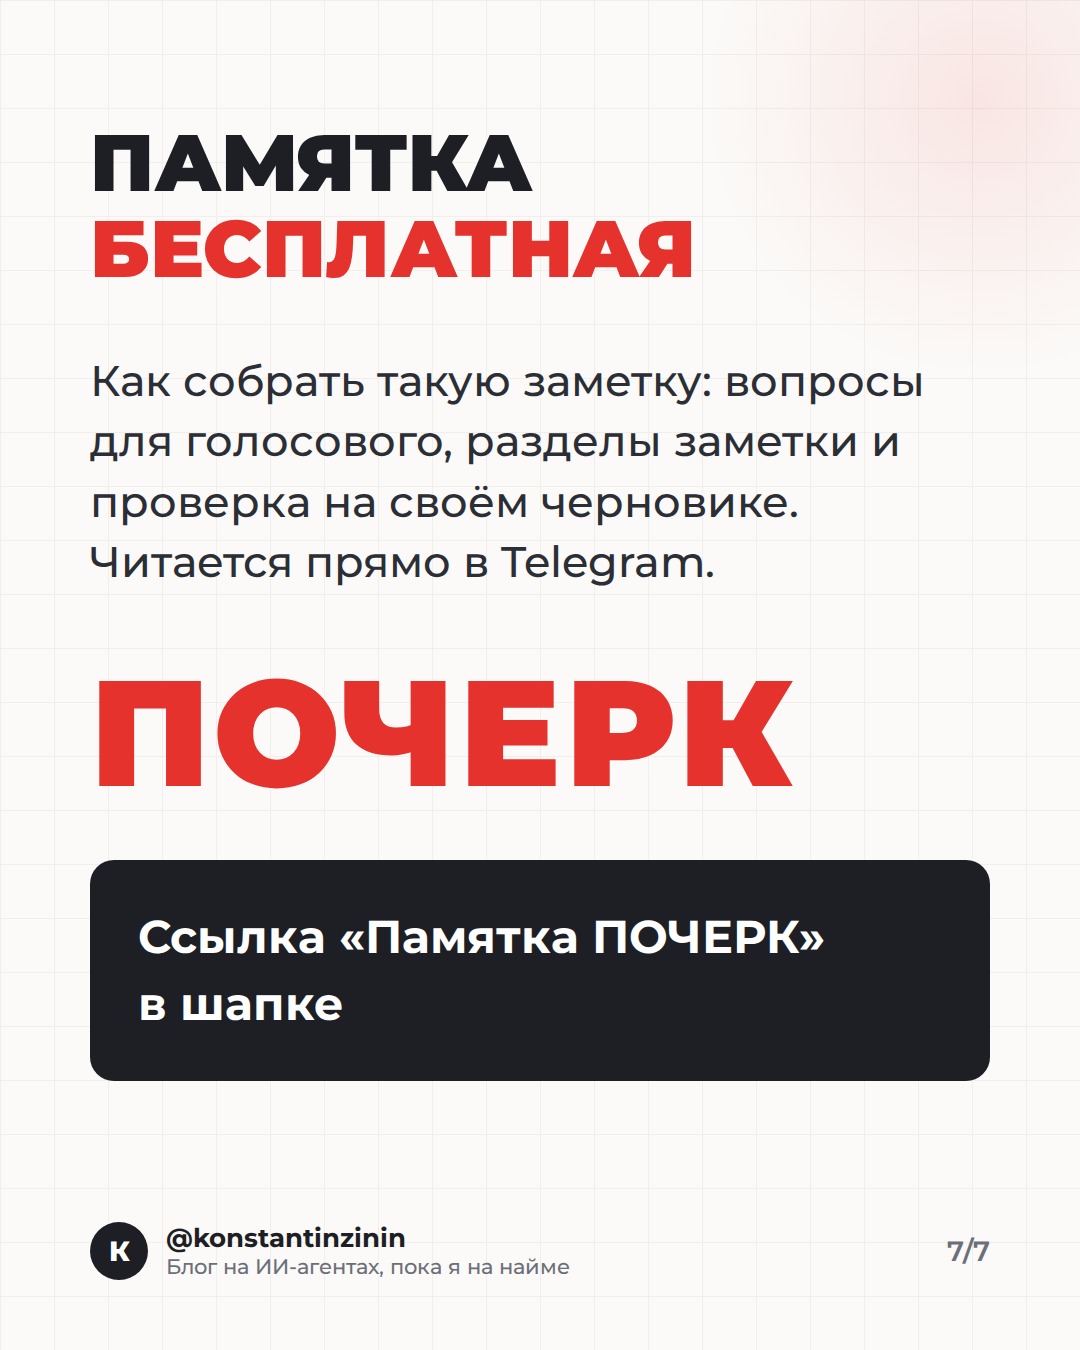 ПАМЯТКА
БЕСПЛАТНАЯ
Как собрать такую заметку: вопросы
для голосового, разделы заметки и
проверка на своём черновике.
Читается прямо в Telegram.
ПОЧЕРК
Ссылка «Памятка ПОЧЕРК»
в шапке
К
@konstantinzinin
Блог на ИИ-агентах, пока я на найме
7/7